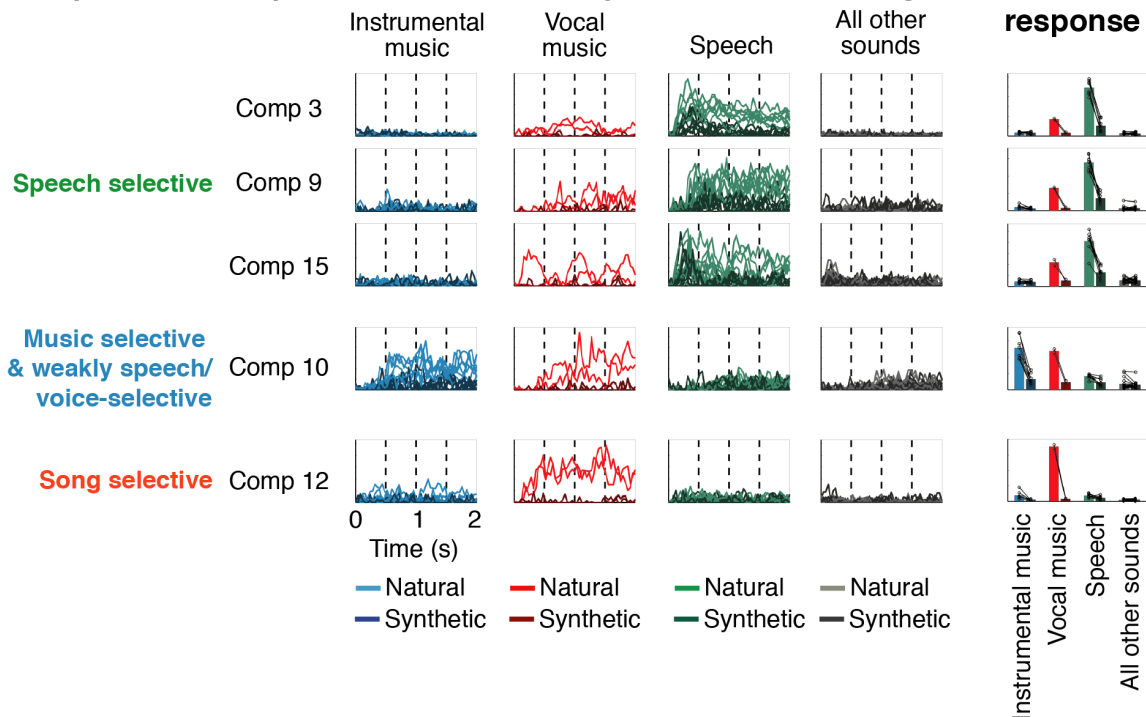 response
Instrumental
music
Vocal
music
Speech
All other
sounds
Comp 3
Speech selective
Comp 9
Comp 15
Music selective
& weakly speech/
voice-selective
Comp 10
Song selective
Comp 12
0 1 2
Time (s)
Natural
Synthetic
Natural
Synthetic
Natural
Synthetic
Natural
Synthetic
Instrumental music
Vocal music
Speech
All other sounds